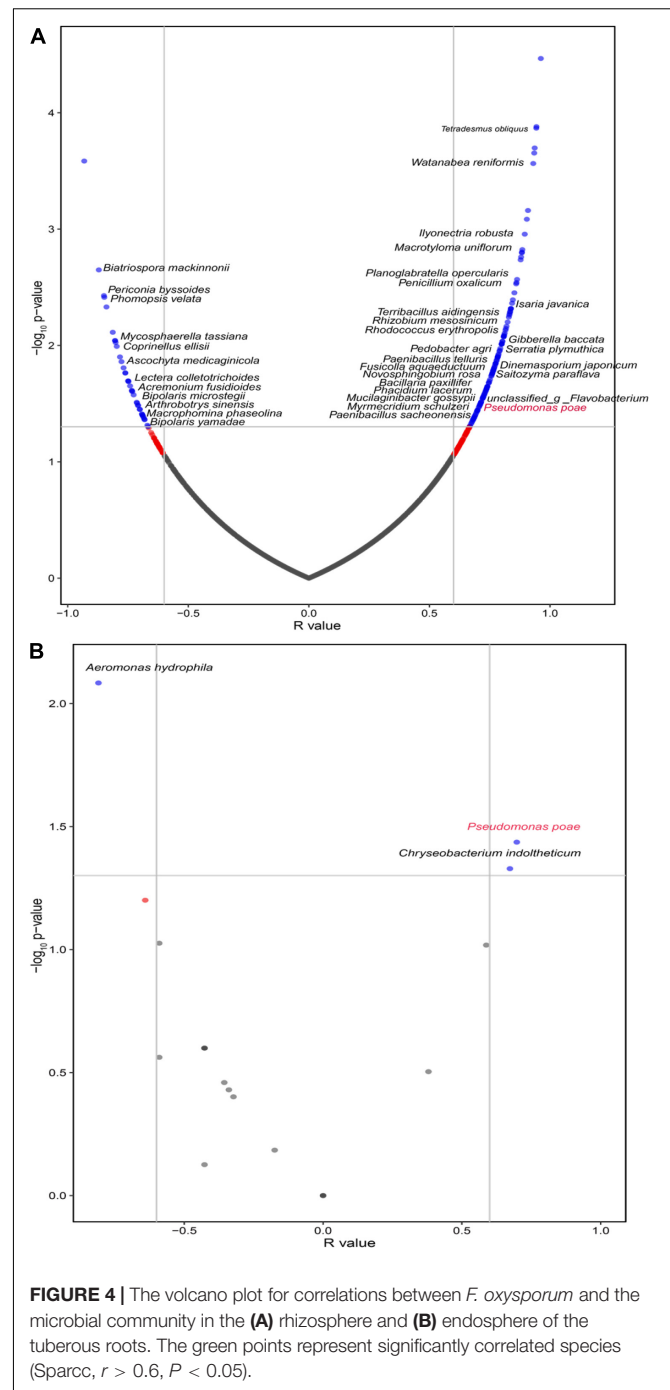 A
4
3
2
1
0
−log10 p-value
Tetradesmus obliquus
Watanabea reniformis
Ilyonectria robusta
Macrotyloma uniflorum
Biatriospora mackinnonii
Planoglabratella opercularis
Penicillium oxalicum
Periconia byssoides
Phomopsis velata
Isaria javanica
Terribacillus aidingensis
Rhizobium mesosinicum
Rhodococcus erythropolis
Mycosphaerella tassiana
Coprinellus ellisii
Gibberella baccata
Pedobacter agri
Serratia plymuthica
Ascochyta medicaginicola
Paenibacillus telluris
Fusicolla aquaeductuum
Dinemasporium japonicum
Novosphingobium rosa
Saitozyma paraflava
Lectera colletotrichoides
Bacillaria paxillifer
Acremonium fusidioides
Phacidium lacerum
Bipolaris microstegii
Mucilaginibacter gossypii
unclassified_g_Flavobacterium
Arthrobotrys sinensis
Myrmecridium schulzeri
Pseudomonas poae
Macrophomina phaseolina
Paenibacillus sacheonensis
Bipolaris yamadae
−1.0
−0.5
0.0
0.5
1.0
R value
B
2.0
1.5
1.0
0.5
0.0
−log10 p-value
Aeromonas hydrophila
Pseudomonas poae
Chryseobacterium indoltheticum
−0.5
0.0
0.5
1.0
R value
FIGURE 4 | The volcano plot for correlations between F. oxysporum and the
microbial community in the (A) rhizosphere and (B) endosphere of the
tuberous roots. The green points represent significantly correlated species
(Sparcc, r > 0.6, P < 0.05).